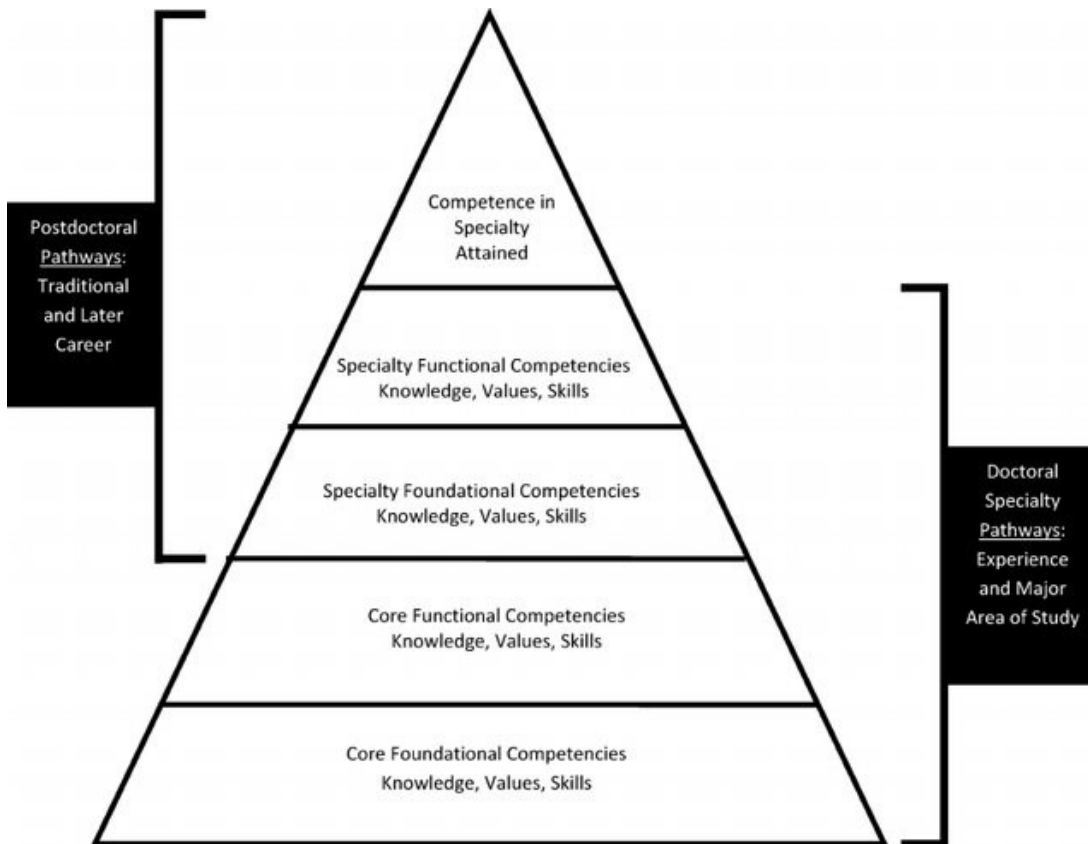 Competence in
Specialty
Attained
Postdoctoral
Pathways:
Traditional
and Later
Career
Specialty Functional Competencies
Knowledge, Values, Skills
Specialty Foundational Competencies
Knowledge, Values, Skills
Doctoral
Specialty
Pathways:
Experience
and Major
Area of Study
Core Functional Competencies
Knowledge, Values, Skills
Core Foundational Competencies
Knowledge, Values, Skills